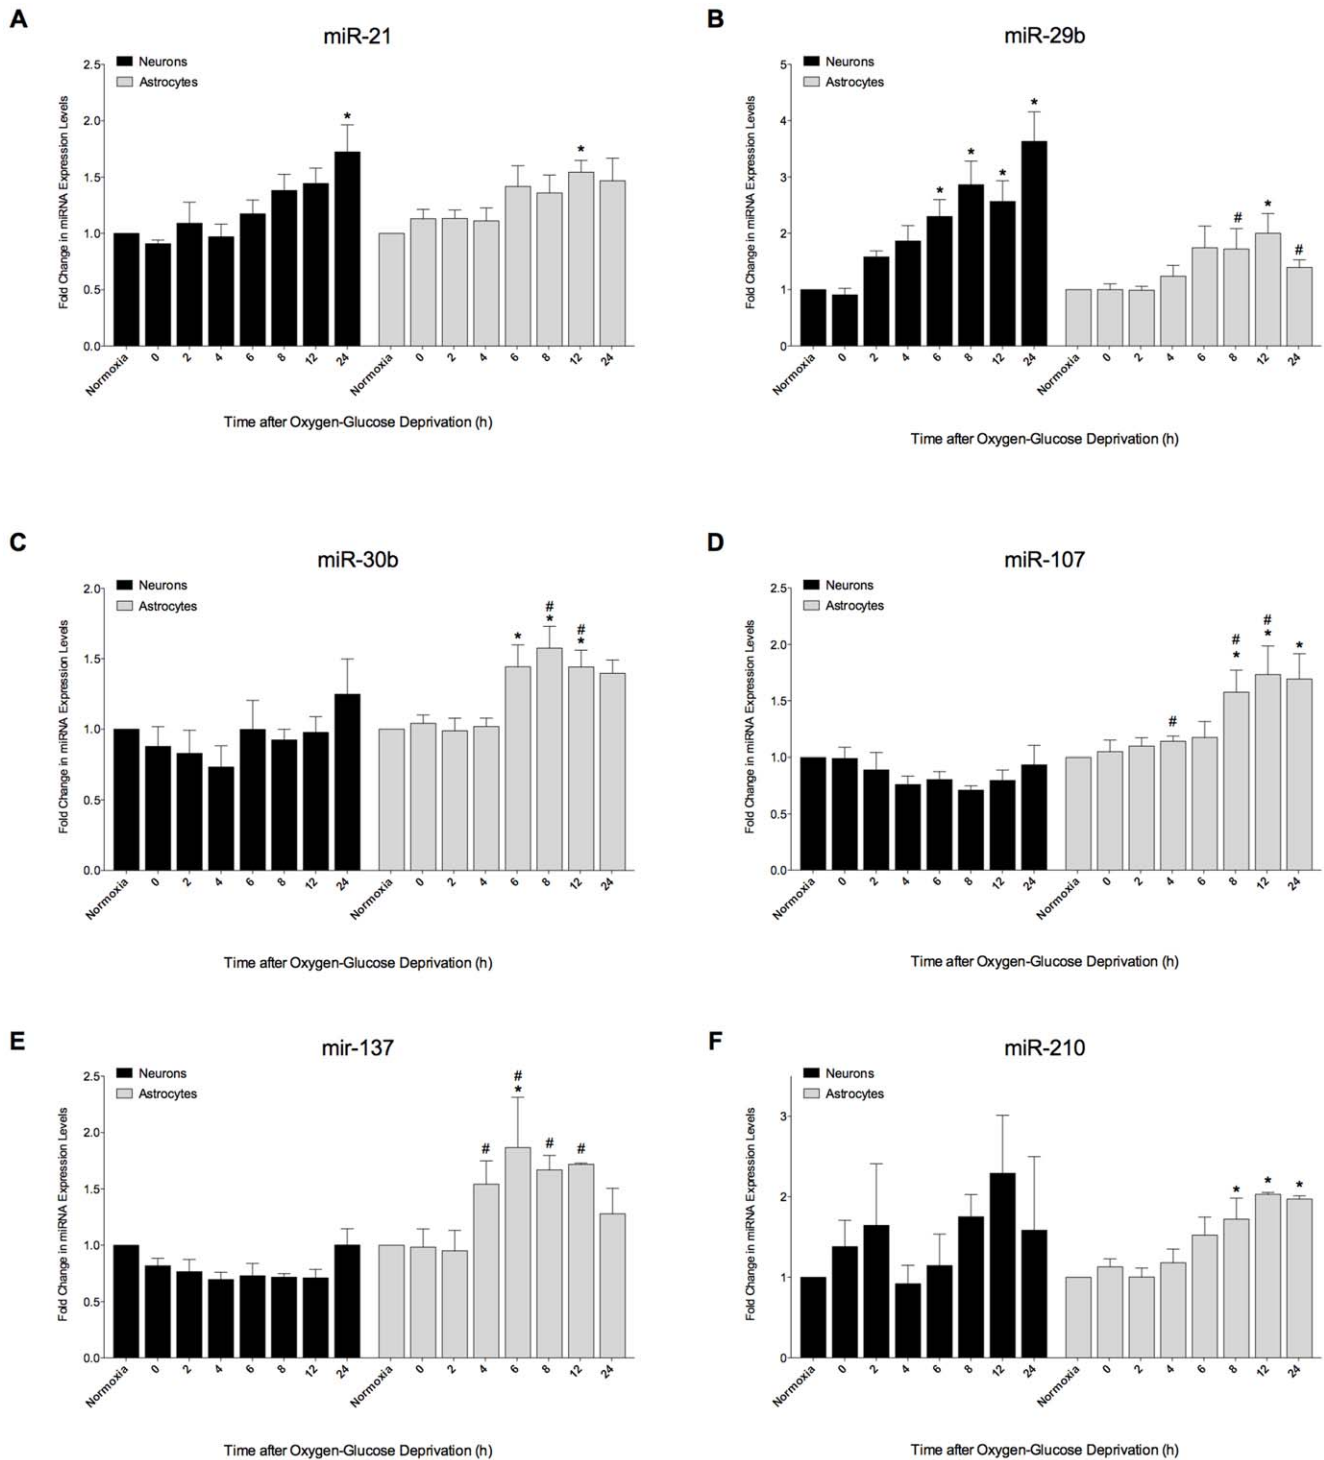 A
miR-21
Neurons
Astrocytes
Fold Change in miRNA Expression Levels
2.5
2.0
1.5
1.0
0.5
0.0
*
*
Normoxia 0 2 4 6 8 12 24 Normoxia 0 2 4 6 8 12 24
Time after Oxygen-Glucose Deprivation (h)
B
miR-29b
Neurons
Astrocytes
Fold Change in miRNA Expression Levels
5
4
3
2
1
0
* * * * # * #
Normoxia 0 2 4 6 8 12 24 Normoxia 0 2 4 6 8 12 24
Time after Oxygen-Glucose Deprivation (h)
C
miR-30b
Neurons
Astrocytes
Fold Change in miRNA Expression Levels
2.0
1.5
1.0
0.5
0.0
# #
* * *
Normoxia 0 2 4 6 8 12 24 Normoxia 0 2 4 6 8 12 24
Time after Oxygen-Glucose Deprivation (h)
D
miR-107
Neurons
Astrocytes
Fold Change in miRNA Expression Levels
2.5
2.0
1.5
1.0
0.5
0.0
# # #
* * *
Normoxia 0 2 4 6 8 12 24 Normoxia 0 2 4 6 8 12 24
Time after Oxygen-Glucose Deprivation (h)
E
mir-137
Neurons
Astrocytes
Fold Change in miRNA Expression Levels
2.5
2.0
1.5
1.0
0.5
0.0
# # # #
*
Normoxia 0 2 4 6 8 12 24 Normoxia 0 2 4 6 8 12 24
Time after Oxygen-Glucose Deprivation (h)
F
miR-210
Neurons
Astrocytes
Fold Change in miRNA Expression Levels
3
2
1
0
* * *
Normoxia 0 2 4 6 8 12 24 Normoxia 0 2 4 6 8 12 24
Time after Oxygen-Glucose Deprivation (h)